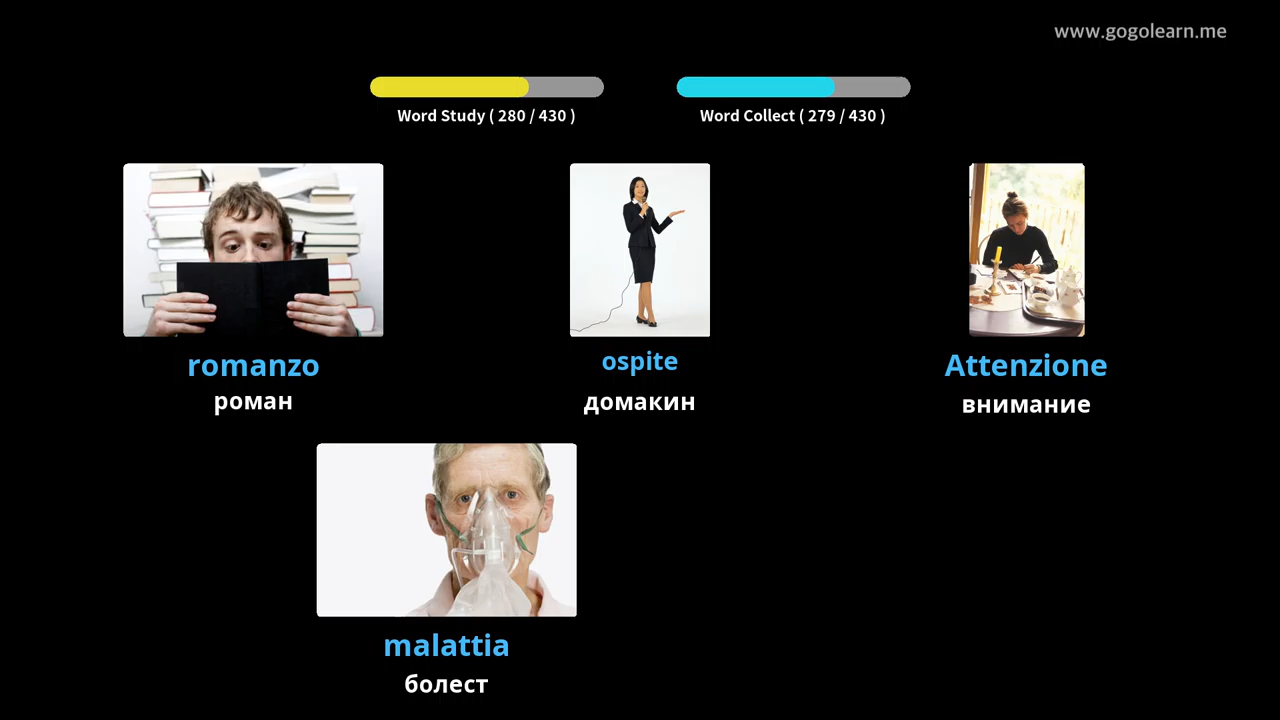 www.gogolearn.me
Word Study ( 280 / 430 )
Word Collect ( 279 / 430 )
romanzo
роман
ospite
домакин
Attenzione
внимание
malattia
болест